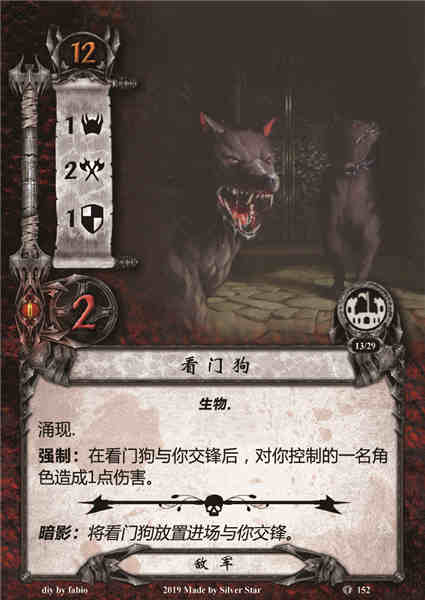 12
1
2
1
2
13/29
看门狗
生物.
涌现.
强制：在看门狗与你交锋后，对你控制的一名角
色造成1点伤害。
暗影：将看门狗放置进场与你交锋。
敌军
diy by fabio 2019 Made by Silver Star 152